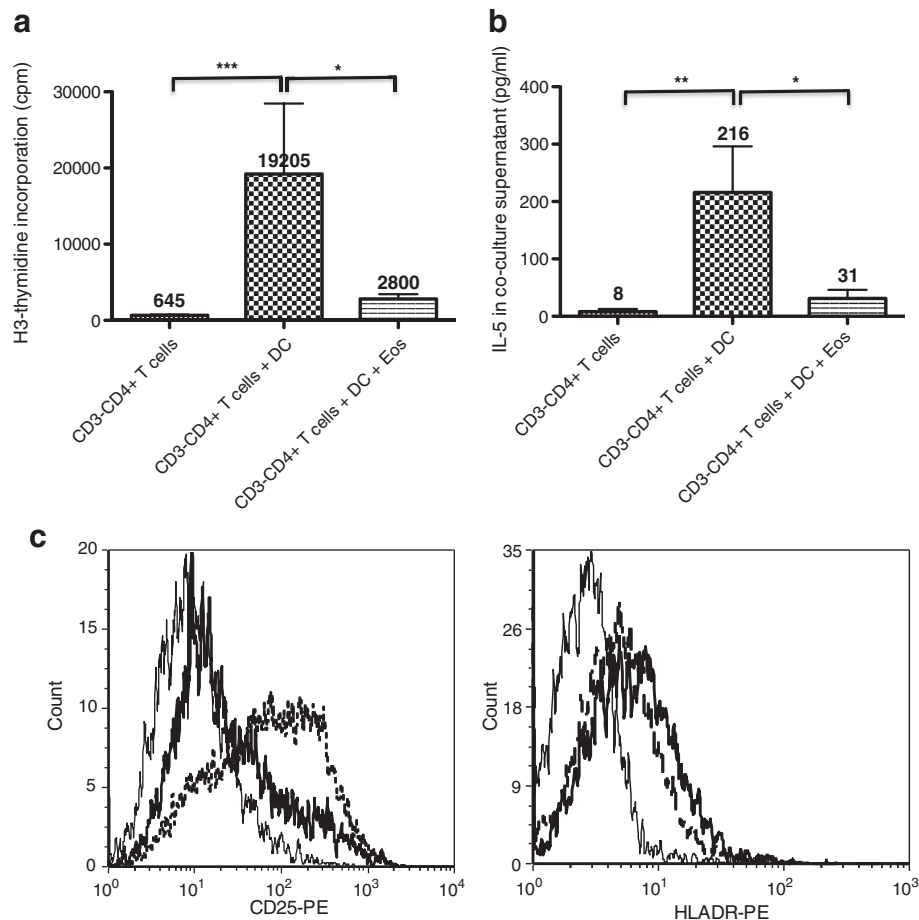 a
H3-thymidine incorporation (cpm)
30000
20000
10000
0
***
*
645
19205
2800
CD3-CD4+ T cells
CD3-CD4+ T cells + DC
CD3-CD4+ T cells + DC + Eos
b
IL-5 in co-culture supernatant (pg/ml)
400
300
200
100
0
**
*
8
216
31
CD3-CD4+ T cells
CD3-CD4+ T cells + DC
CD3-CD4+ T cells + DC + Eos
c
Count
20
15
10
5
0
10^0
10^1
10^2
10^3
10^4
CD25-PE
Count
35
26
18
9
0
10^0
10^1
10^2
10^3
HLADR-PE